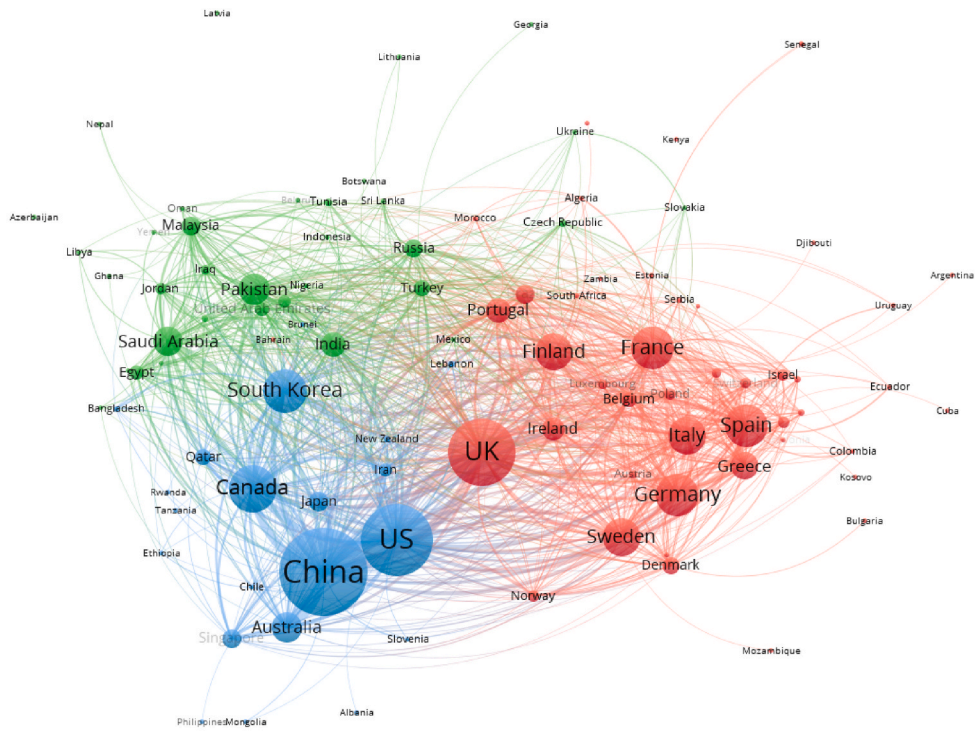 Latvia
Georgia
Senegal
Lithuania
Nepal
Ukraine
Kenya
Botswana
Algeria
Oman
Tunisia
Sri Lanka
Slovakia
Azerbaijan
Malaysia
Morocco
Czech Republic
Yemen
Indonesia
Djibouti
Libya
Russia
Ghana
Iraq
Zambia
Estonia
Argentina
Jordan
Pakistan
Nigeria
Turkey
South Africa
Serbia
Uruguay
United Arab Emirates
Portugal
Brunei
Saudi Arabia
Bahrain
India
Mexico
Finland
France
Egypt
Lebanon
Israel
South Korea
Luxembourg
Poland
Ecuador
Belgium
Bangladesh
Cuba
Ireland
Spain
New Zealand
Italy
UK
Colombia
Qatar
Iran
Greece
Austria
Kosovo
Rwanda
Canada
Japan
Germany
Tanzania
Bulgaria
US
Sweden
Ethiopia
China
Denmark
Chile
Norway
Australia
Singapore
Slovenia
Mozambique
Albania
Philippines
Mongolia